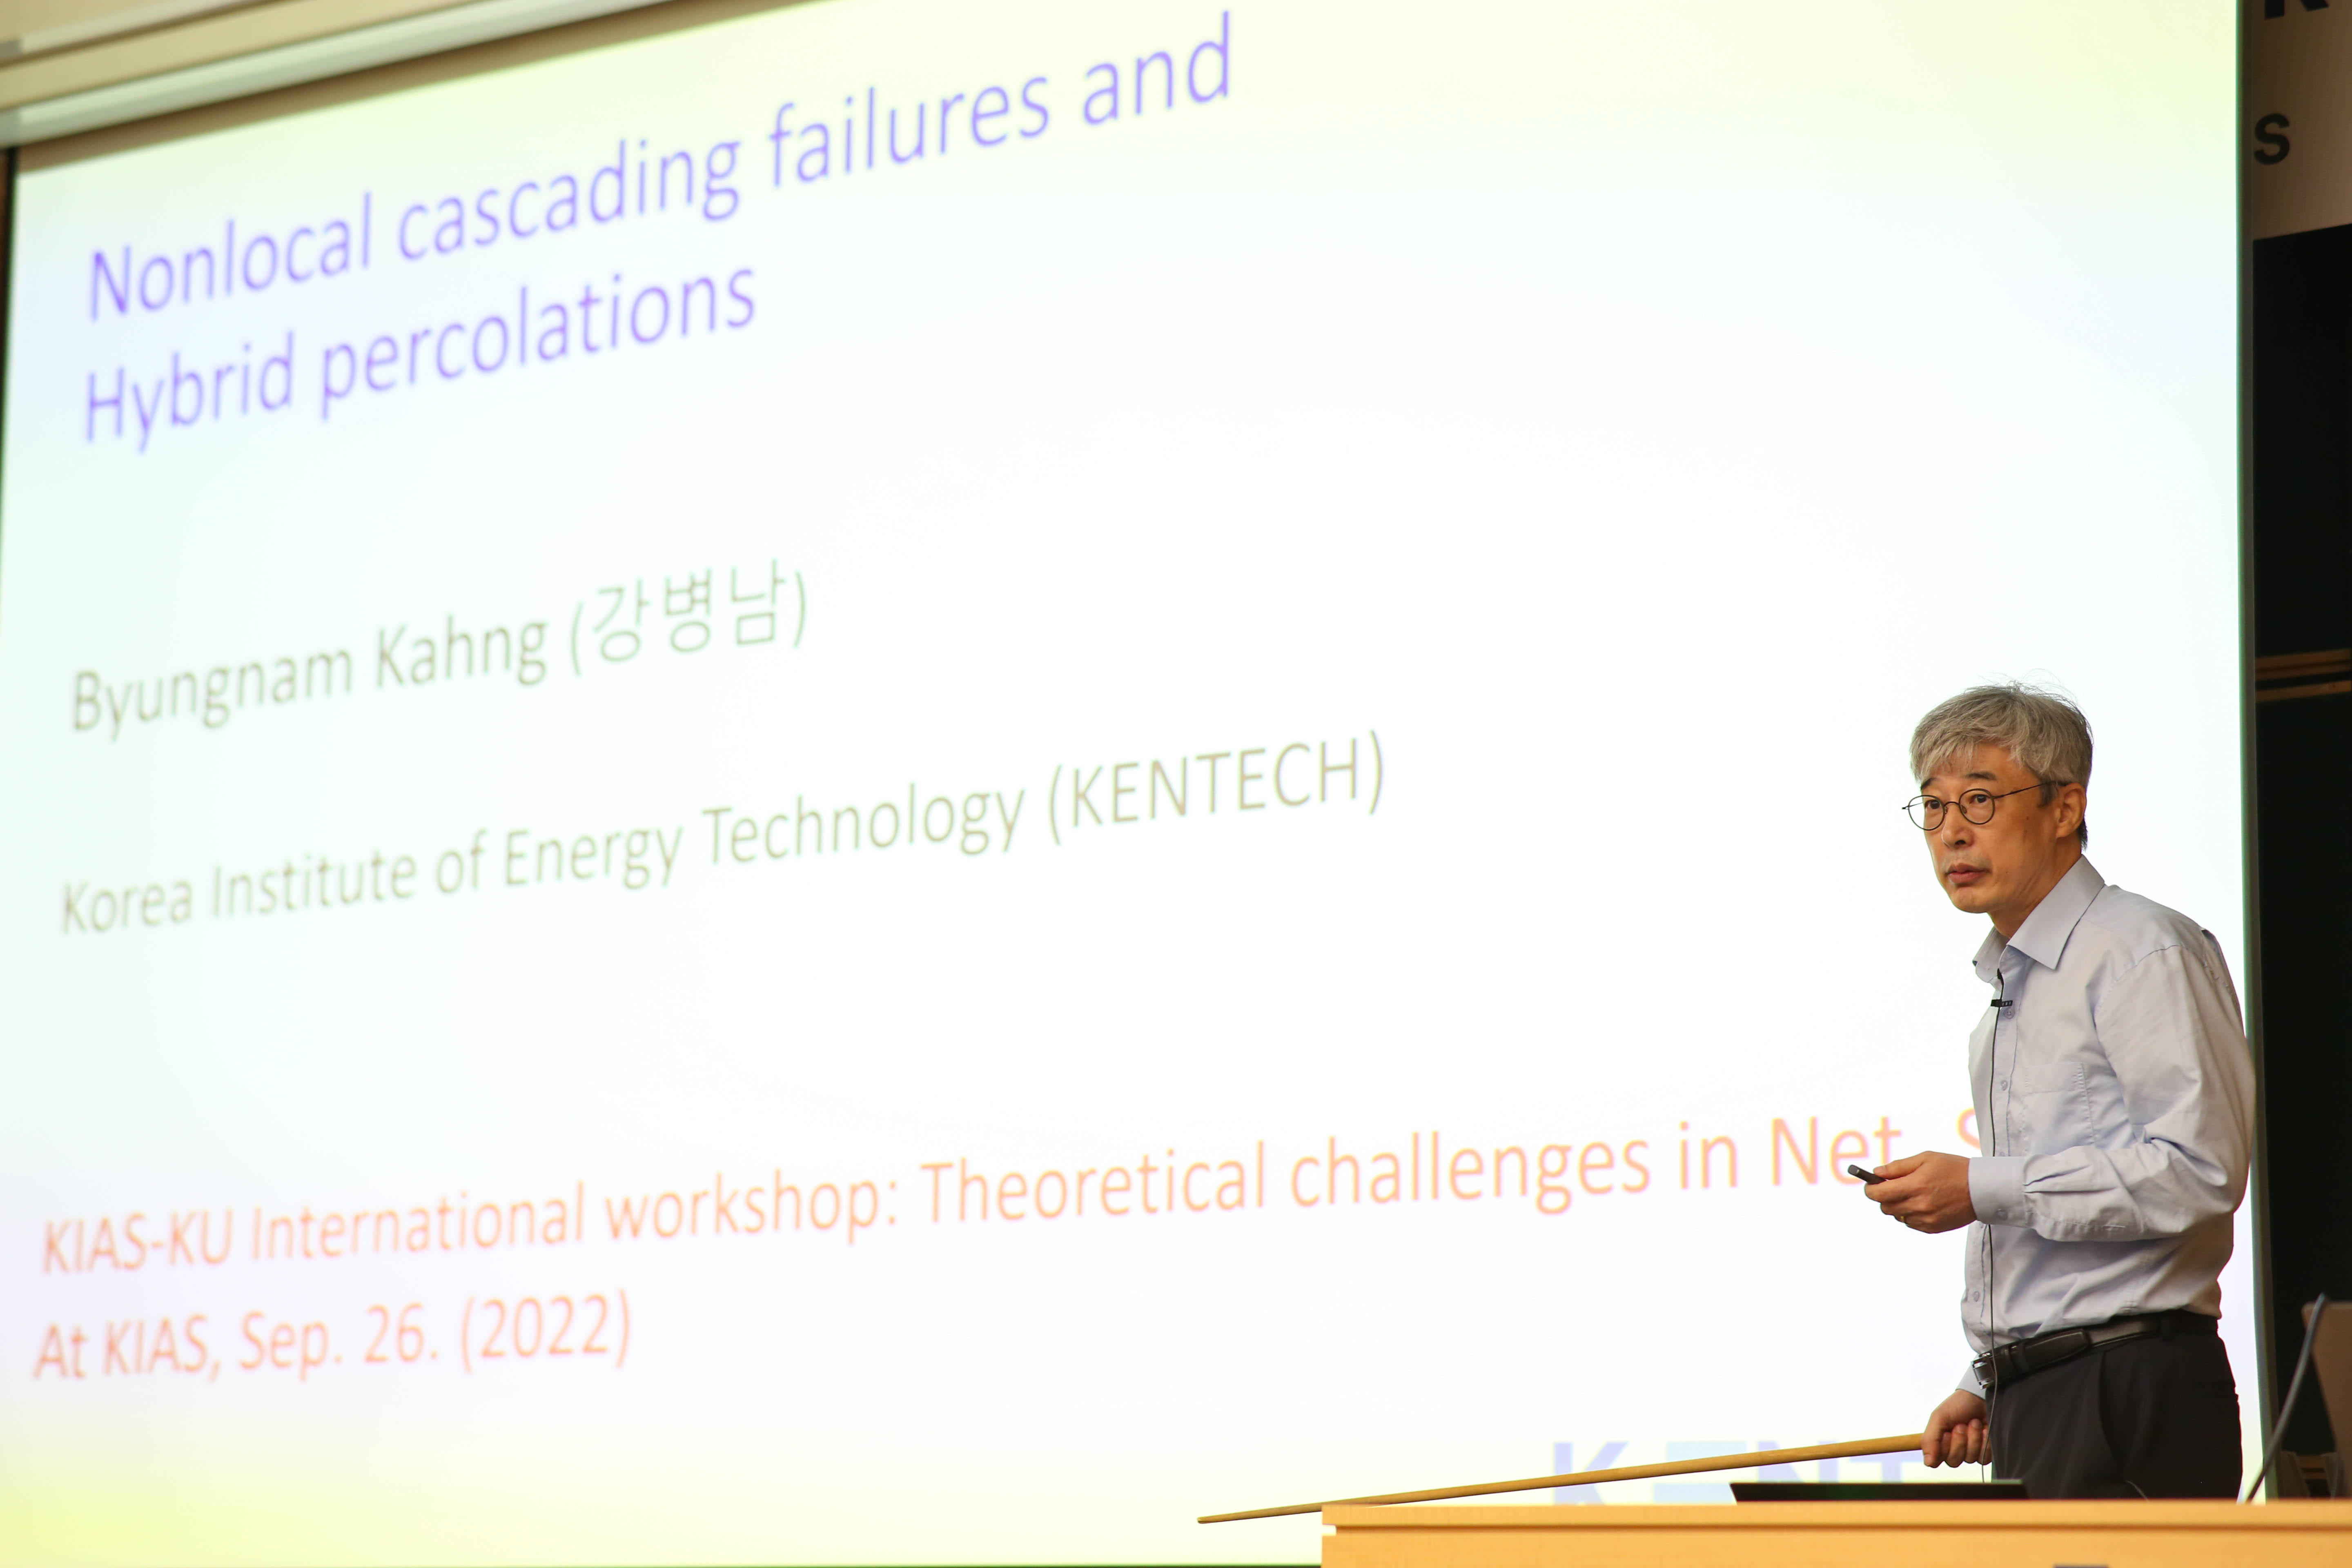 Nonlocal cascading failures and
Hybrid percolations
Byungnam Kahng (강병남)
Korea Institute of Energy Technology (KENTECH)
KIAS-KU International workshop: Theoretical challenges in Net. S
At KIAS, Sep. 26. (2022)
KENT